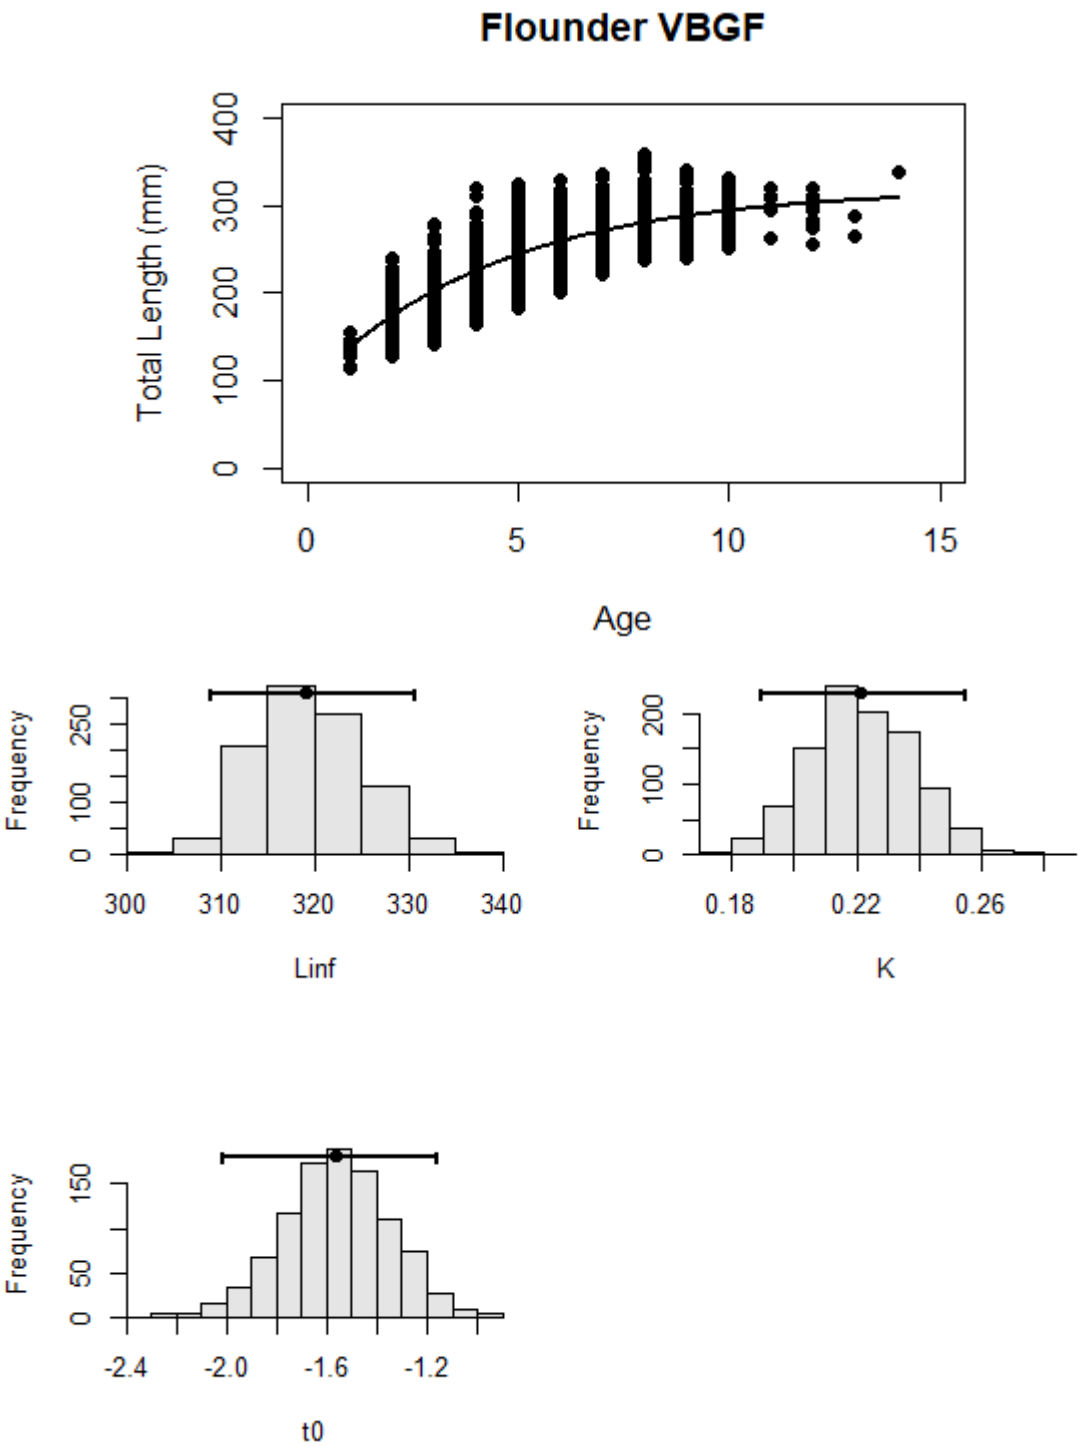 Flounder VBGF
Total Length (mm)
400
300
200
100
0
0 5 10 15
Age
Frequency
250
100
0
300 310 320 330 340
Linf
Frequency
200
100
0
0.18 0.22 0.26
K
Frequency
150
50
0
-2.4 -2.0 -1.6 -1.2
t0